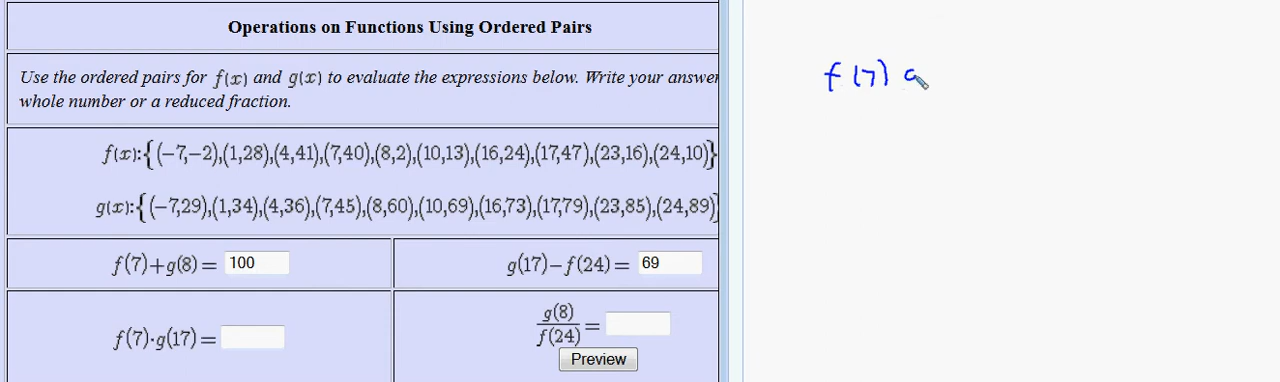 Operations on Functions Using Ordered Pairs
Use the ordered pairs for f(x) and g(x) to evaluate the expressions below. Write your answer
whole number or a reduced fraction.
f(x):{(−7,−2),(1,28),(4,41),(7,40),(8,2),(10,13),(16,24),(17,47),(23,16),(24,10)}
g(x):{(−7,29),(1,34),(4,36),(7,45),(8,60),(10,69),(16,73),(17,79),(23,85),(24,89)}
f(7)+g(8)= 100
g(17)−f(24)= 69
f(7)·g(17)=
g(8)
f(24) =
Preview
f(7)